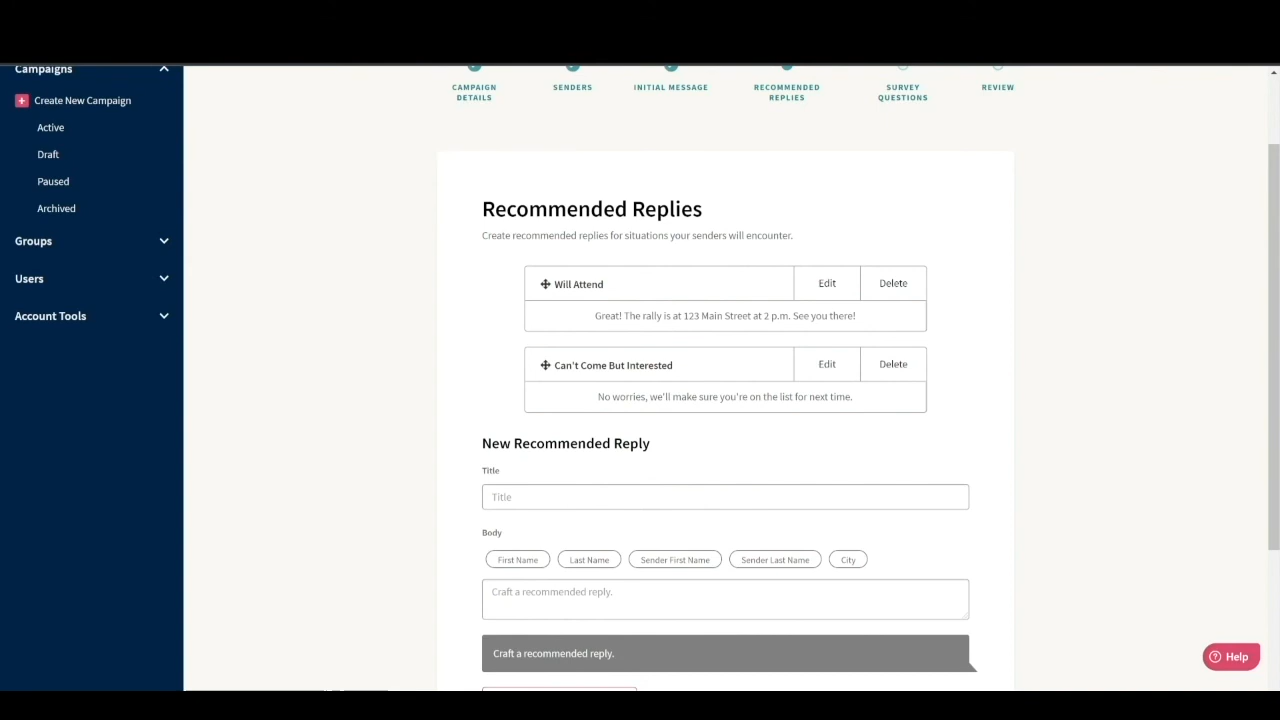 Campaigns
Create New Campaign
Active
Draft
Paused
Archived
Groups
Users
Account Tools
CAMPAIGN
DETAILS
SENDERS
INITIAL MESSAGE
RECOMMENDED
REPLIES
SURVEY
QUESTIONS
REVIEW
Recommended Replies
Create recommended replies for situations your senders will encounter.
Will Attend
Edit
Delete
Great! The rally is at 123 Main Street at 2 p.m. See you there!
Can't Come But Interested
Edit
Delete
No worries, we'll make sure you're on the list for next time.
New Recommended Reply
Title
Title
Body
First Name
Last Name
Sender First Name
Sender Last Name
City
Craft a recommended reply.
Craft a recommended reply.
Help